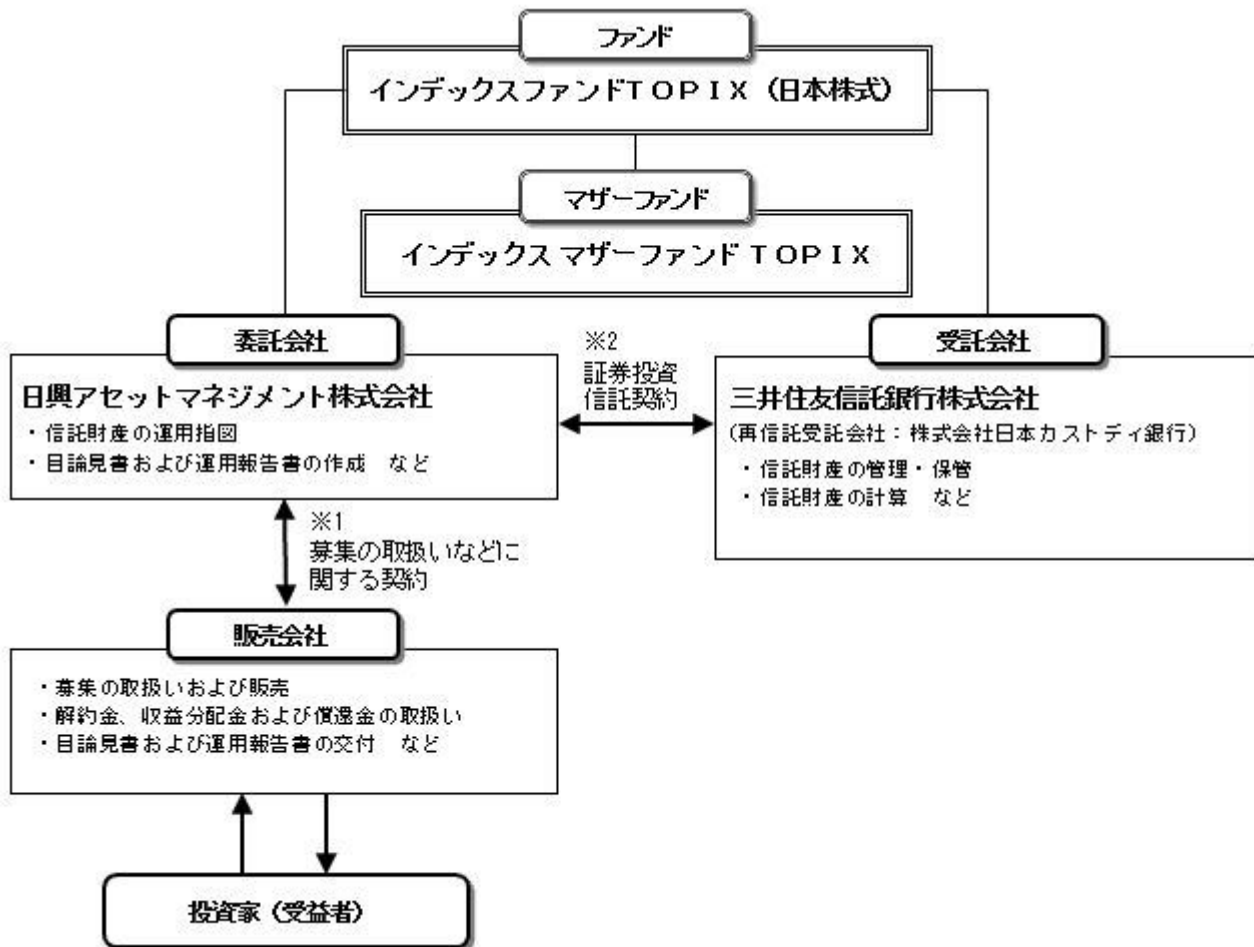 ファンド
インデックスファンドTOPIX（日本株式）
マザーファンド
インデックス マザーファンド TOPIX
委託会社
日興アセットマネジメント株式会社
・信託財産の運用指図
・目論見書および運用報告書の作成　など
※2
証券投資
信託契約
受託会社
三井住友信託銀行株式会社
（再信託受託会社：株式会社日本カストディ銀行）
・信託財産の管理・保管
・信託財産の計算　など
※1
募集の取扱いなどに
関する契約
販売会社
・募集の取扱いおよび販売
・解約金、収益分配金および償還金の取扱い
・目論見書および運用報告書の交付　など
投資家（受益者）